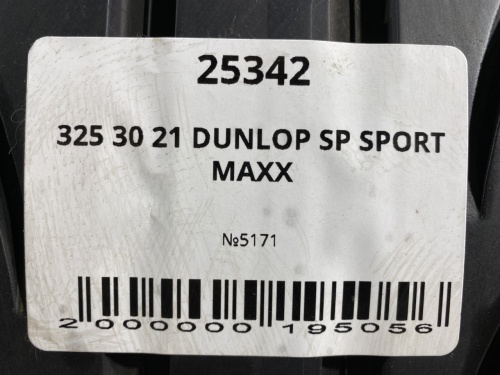 25342
325 30 21 DUNLOP SP SPORT
MAXX
№5171
2 000000 195056